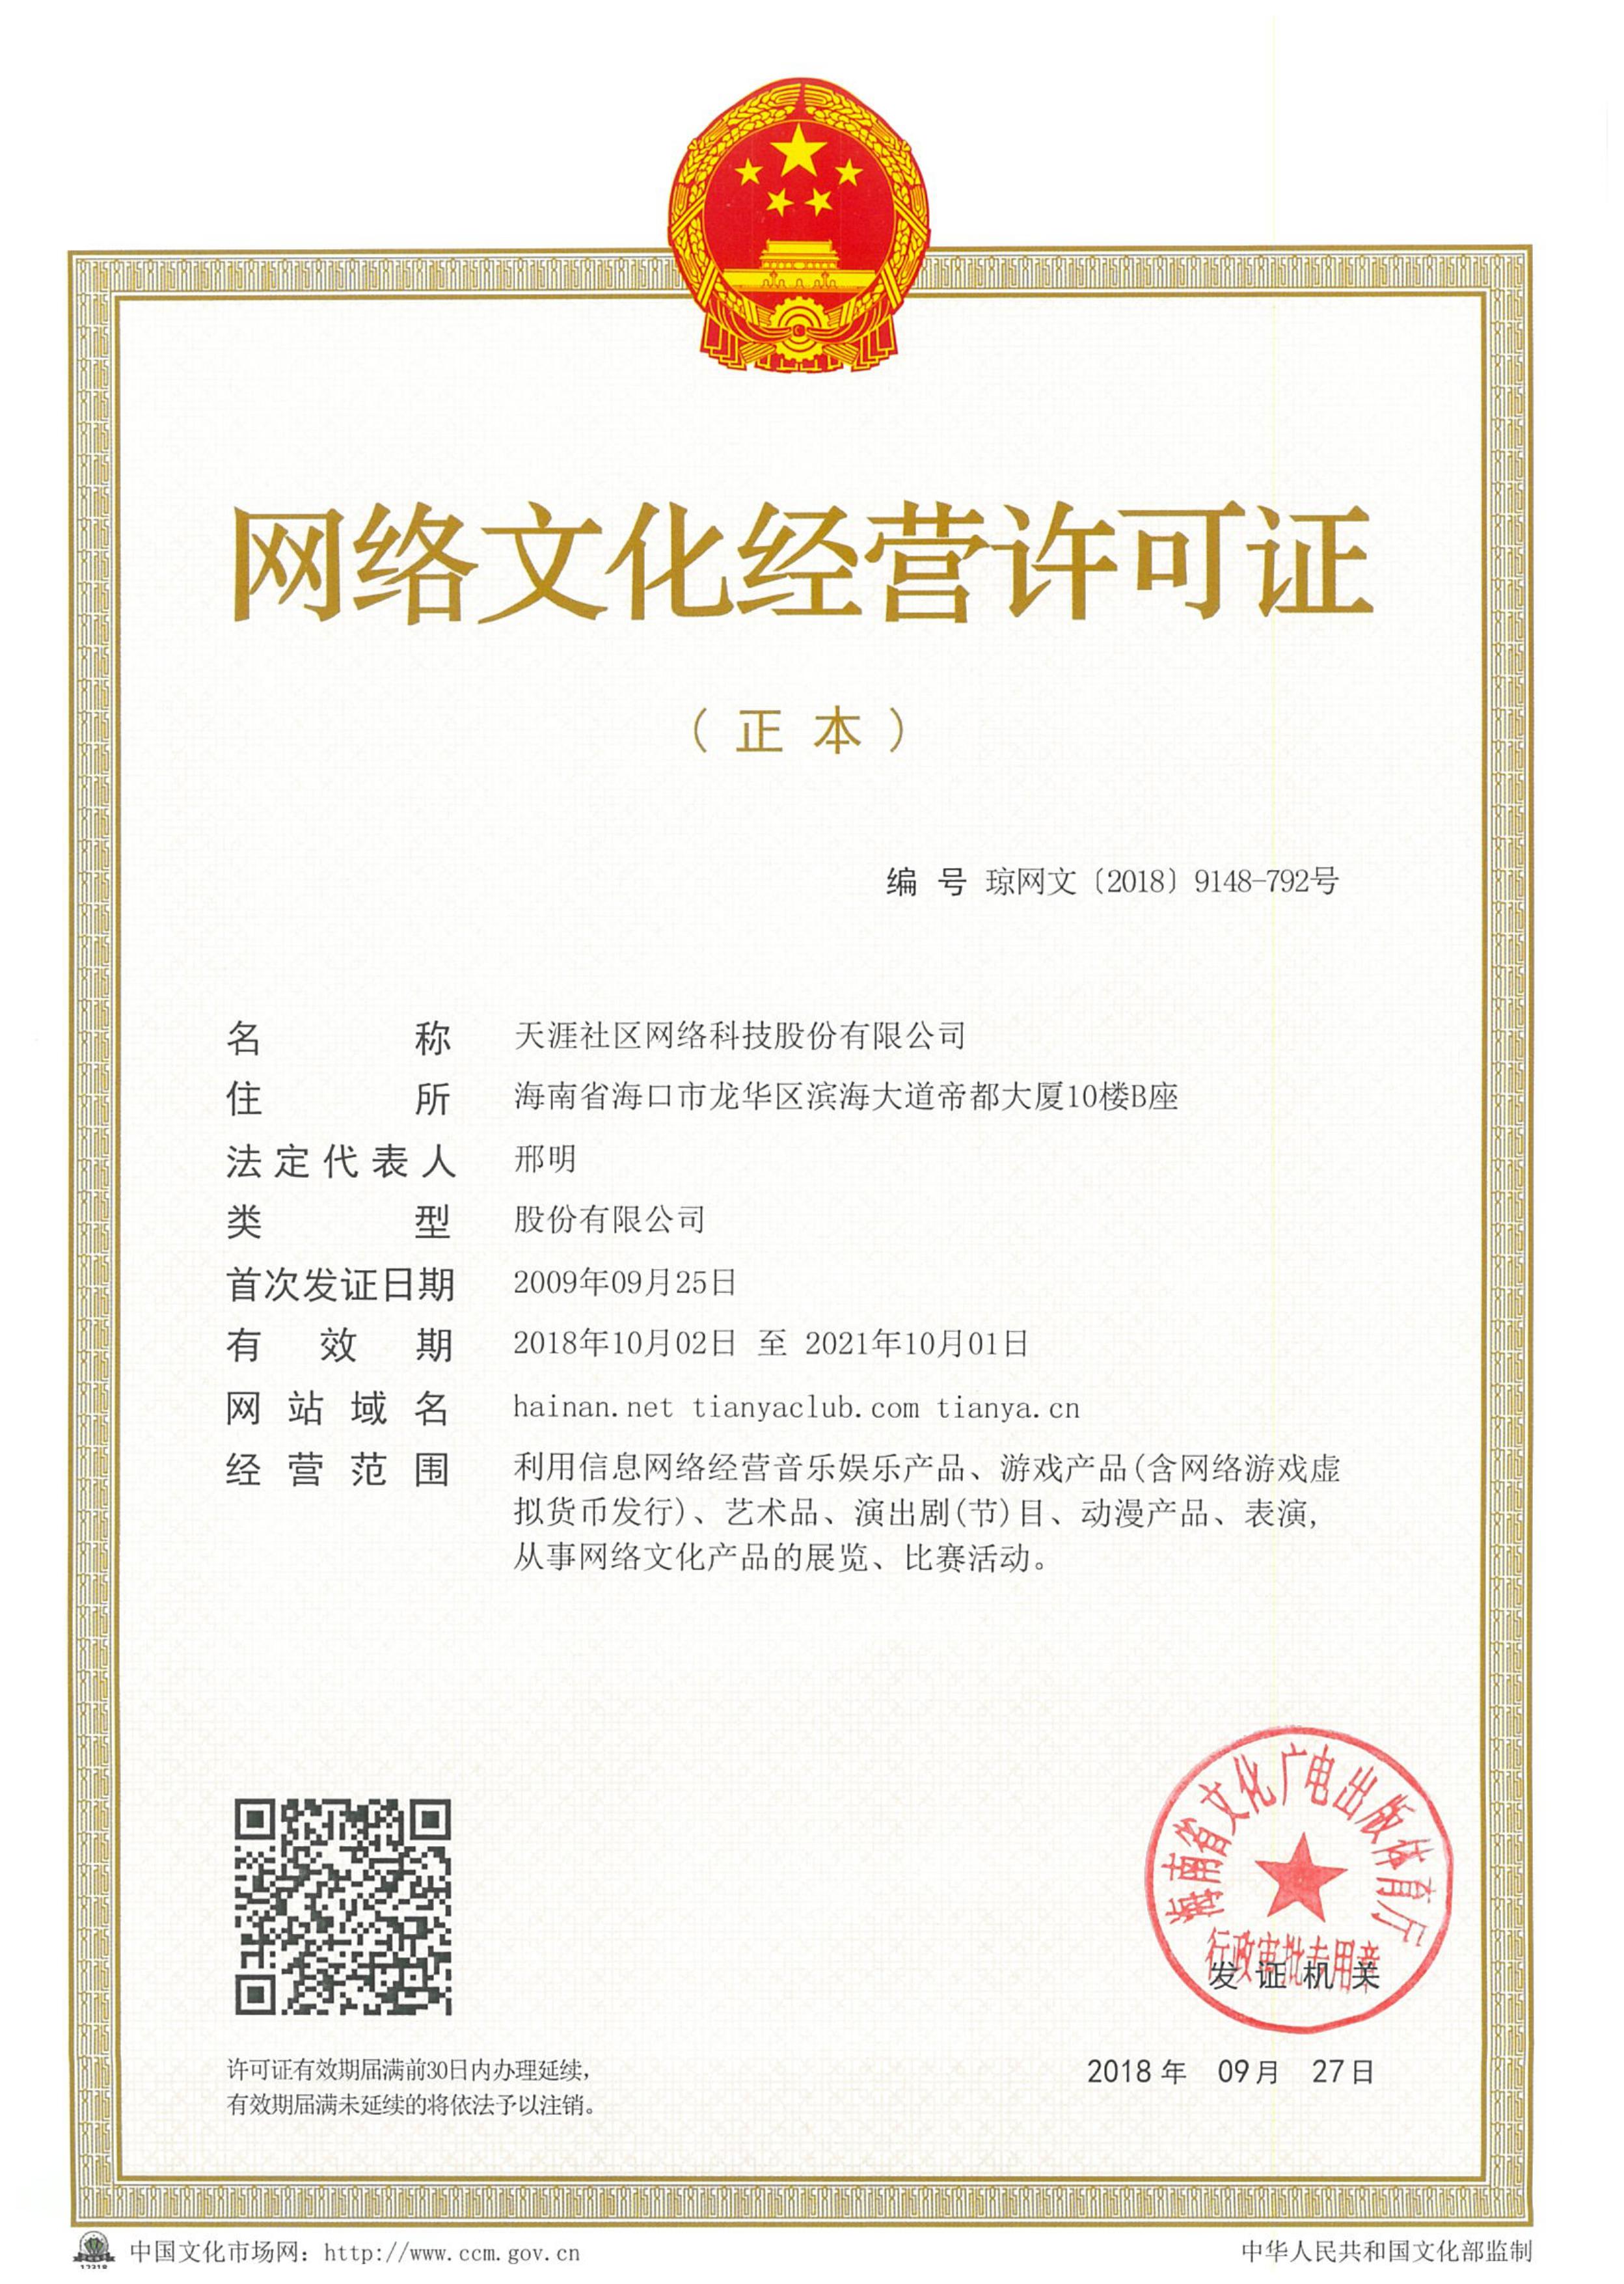 网络文化经营许可证
（正本）
编号 琼网文〔2018〕9148-792号
名称 天涯社区网络科技股份有限公司
住所 海南省海口市龙华区滨海大道帝都大厦10楼B座
法定代表人 邢明
类型 股份有限公司
首次发证日期 2009年09月25日
有效期 2018年10月02日 至 2021年10月01日
网站域名 hainan.net tianyaclub.com tianya.cn
经营范围 利用信息网络经营音乐娱乐产品、游戏产品(含网络游戏虚
拟货币发行)、艺术品、演出剧(节)目、动漫产品、表演,
从事网络文化产品的展览、比赛活动。
海南省文化广电出版体育厅
行政审批专用章
发证机关
许可证有效期届满前30日内办理延续,
有效期届满未延续的将依法予以注销。
2018 年 09 月 27 日
12318
中国文化市场网：http://www.ccm.gov.cn
中华人民共和国文化部监制